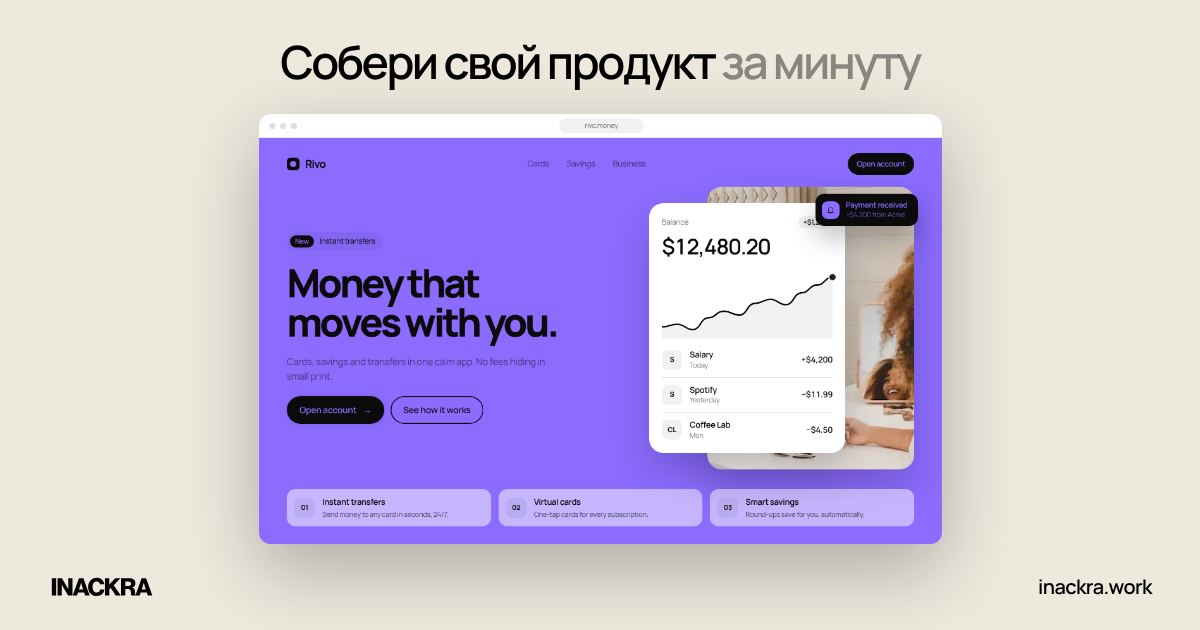 Собери свой продукт за минуту
rivo.money
Rivo
Cards Savings Business
Open account
Payment received
+$4,200 from Acme
New Instant transfers
Money that
moves with you.
Cards, savings and transfers in one calm app. No fees hiding in
small print.
Open account →
See how it works
Balance
$12,480.20
S Salary +$4,200
Today
S Spotify −$11.99
Yesterday
CL Coffee Lab −$4.50
Mon
01 Instant transfers
Send money to any card in seconds, 24/7.
02 Virtual cards
One-tap cards for every subscription.
03 Smart savings
Round-ups save for you, automatically.
INACKRA
inackra.work